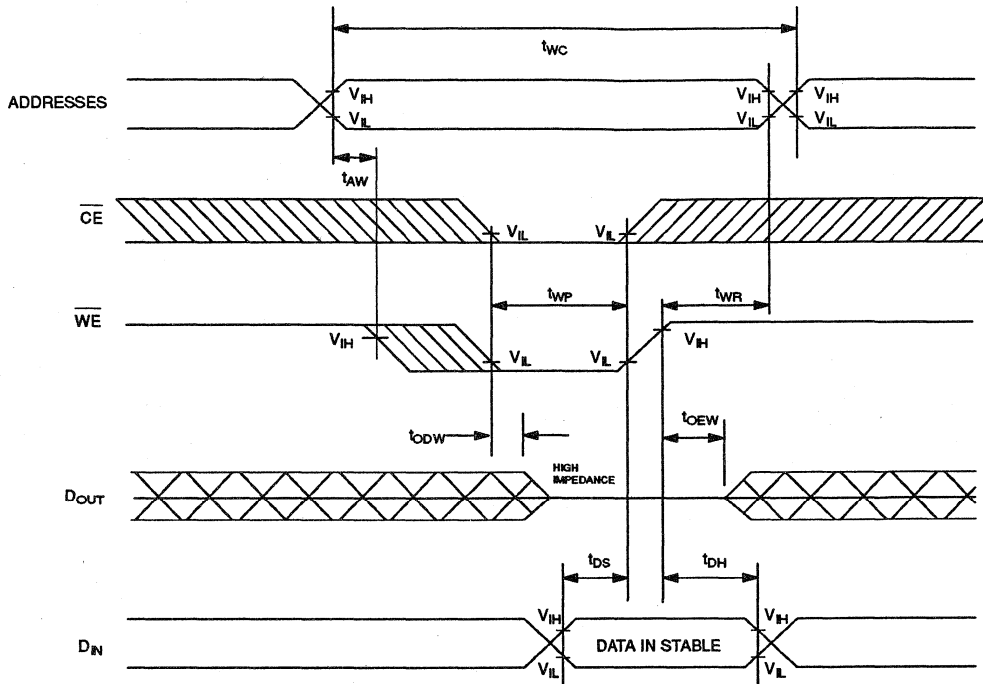 tWC
ADDRESSES
VIH VIH VIH
VIL VIL VIL
tAW
CE
VIL VIL
tWP tWR
WE
VIH VIH
VIL VIL
tODW tOEW
HIGH
IMPEDANCE
DOUT
tDS tDH
VIH VIH
DIN DATA IN STABLE
VIL VIL